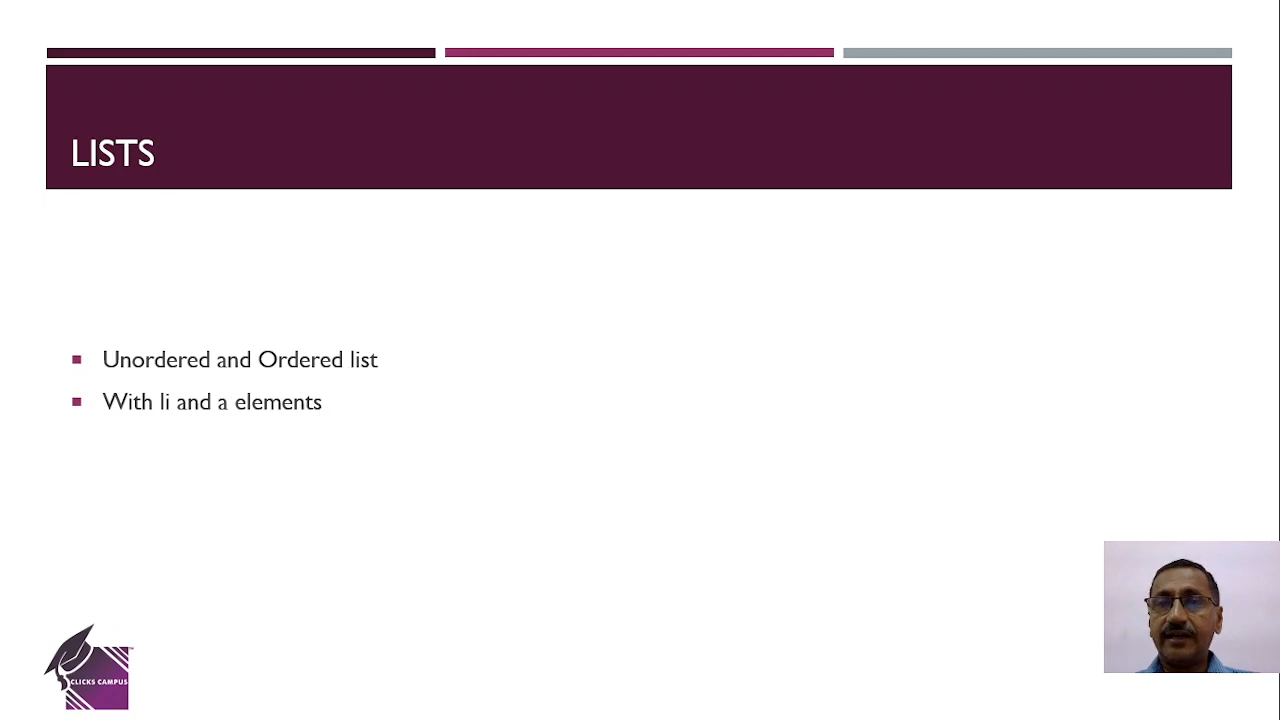 LISTS
Unordered and Ordered list
With li and a elements
CLICKS CAMPUS